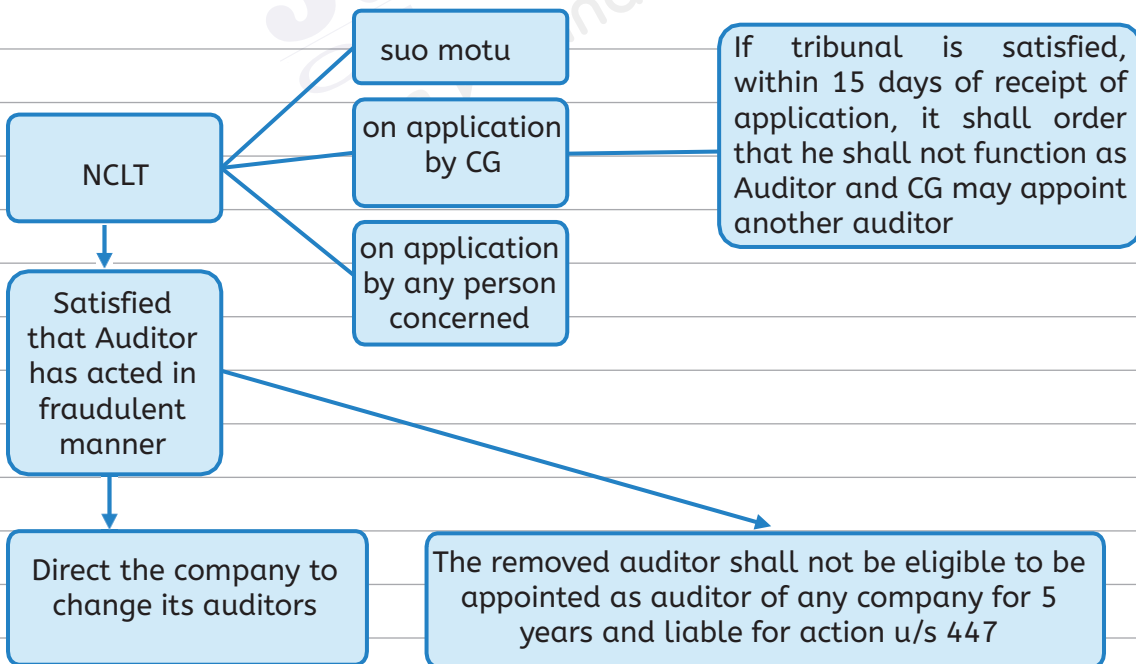 suo motu
on application
by CG
If tribunal is satisfied,
within 15 days of receipt of
application, it shall order
that he shall not function as
Auditor and CG may appoint
another auditor
NCLT
on application
by any person
concerned
Satisfied
that Auditor
has acted in
fraudulent
manner
Direct the company to
change its auditors
The removed auditor shall not be eligible to be
appointed as auditor of any company for 5
years and liable for action u/s 447